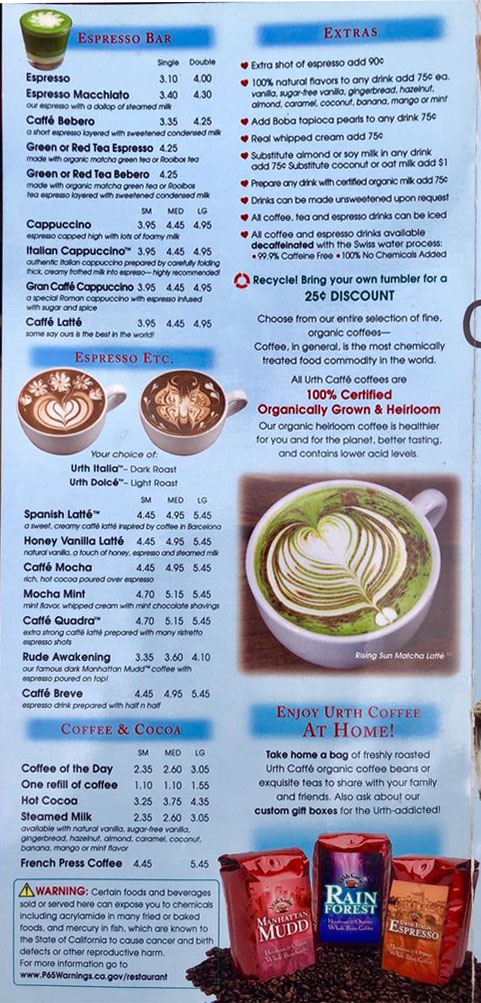 ESPRESSO BAR
Single Double
Espresso 3.10 4.00
Espresso Macchiato 3.40 4.30
our espresso with a dollop of steamed milk
Caffé Bebero 3.35 4.25
a short espresso layered with sweetened condensed milk
Green or Red Tea Espresso 4.25
made with organic matcha green tea or Rooibos tea
Green or Red Tea Bebero 4.25
made with organic matcha green tea or Rooibos
tea espresso layered with sweetened condensed milk
SM MED LG
Cappuccino 3.95 4.45 4.95
espresso capped high with lots of foamy milk
Italian Cappuccino™ 3.95 4.45 4.95
authentic Italian cappuccino prepared by carefully folding
thick, creamy frothed milk into espresso— highly recommended!
Gran Caffé Cappuccino 3.95 4.45 4.95
a special Roman cappuccino with espresso infused
with sugar and spice
Caffé Latté 3.95 4.45 4.95
some say ours is the best in the world!
ESPRESSO ETC.
Your choice of:
Urth Italia™– Dark Roast
Urth Dolcé™– Light Roast
SM MED LG
Spanish Latté™ 4.45 4.95 5.45
a sweet, creamy caffé latté inspired by coffee in Barcelona
Honey Vanilla Latté 4.45 4.95 5.45
natural vanilla, a touch of honey, espresso and steamed milk
Caffé Mocha 4.45 4.95 5.45
rich, hot cocoa poured over espresso
Mocha Mint 4.70 5.15 5.45
mint flavor, whipped cream with mint chocolate shavings
Caffé Quadra™ 4.70 5.15 5.45
extra strong caffé latté prepared with many ristretto
espresso shots
Rude Awakening 3.35 3.60 4.10
our famous dark Manhattan Mudd™ coffee with
espresso poured on top!
Caffé Breve 4.45 4.95 5.45
espresso drink prepared with half n half
COFFEE & COCOA
SM MED LG
Coffee of the Day 2.35 2.60 3.05
One refill of coffee 1.10 1.10 1.55
Hot Cocoa 3.25 3.75 4.35
Steamed Milk 2.35 2.60 3.05
available with natural vanilla, sugar-free vanilla,
gingerbread, hazelnut, almond, caramel, coconut,
banana, mango or mint flavor
French Press Coffee 4.45 5.45
WARNING: Certain foods and beverages
sold or served here can expose you to chemicals
including acrylamide in many fried or baked
foods, and mercury in fish, which are known to
the State of California to cause cancer and birth
defects or other reproductive harm.
For more information go to
www.P65Warnings.ca.gov/restaurant
EXTRAS
Extra shot of espresso add 90¢
100% natural flavors to any drink add 75¢ ea.
vanilla, sugar-free vanilla, gingerbread, hazelnut,
almond, caramel, coconut, banana, mango or mint
Add Boba tapioca pearls to any drink 75¢
Real whipped cream add 75¢
Substitute almond or soy milk in any drink
add 75¢ Substitute coconut or oat milk add $1
Prepare any drink with certified organic milk add 75¢
Drinks can be made unsweetened upon request
All coffee, tea and espresso drinks can be iced
All coffee and espresso drinks available
decaffeinated with the Swiss water process:
• 99.9% Caffeine Free • 100% No Chemicals Added
Recycle! Bring your own tumbler for a
25¢ DISCOUNT
Choose from our entire selection of fine,
organic coffees—
Coffee, in general, is the most chemically
treated food commodity in the world.
All Urth Caffé coffees are
100% Certified
Organically Grown & Heirloom
Our organic heirloom coffee is healthier
for you and for the planet, better tasting,
and contains lower acid levels.
Rising Sun Matcha Latté™
ENJOY URTH COFFEE
AT HOME!
Take home a bag of freshly roasted
Urth Caffé organic coffee beans or
exquisite teas to share with your family
and friends. Also ask about our
custom gift boxes for the Urth-addicted!
MANHATTAN
MUDD
RAIN
FOREST
ESPRESSO